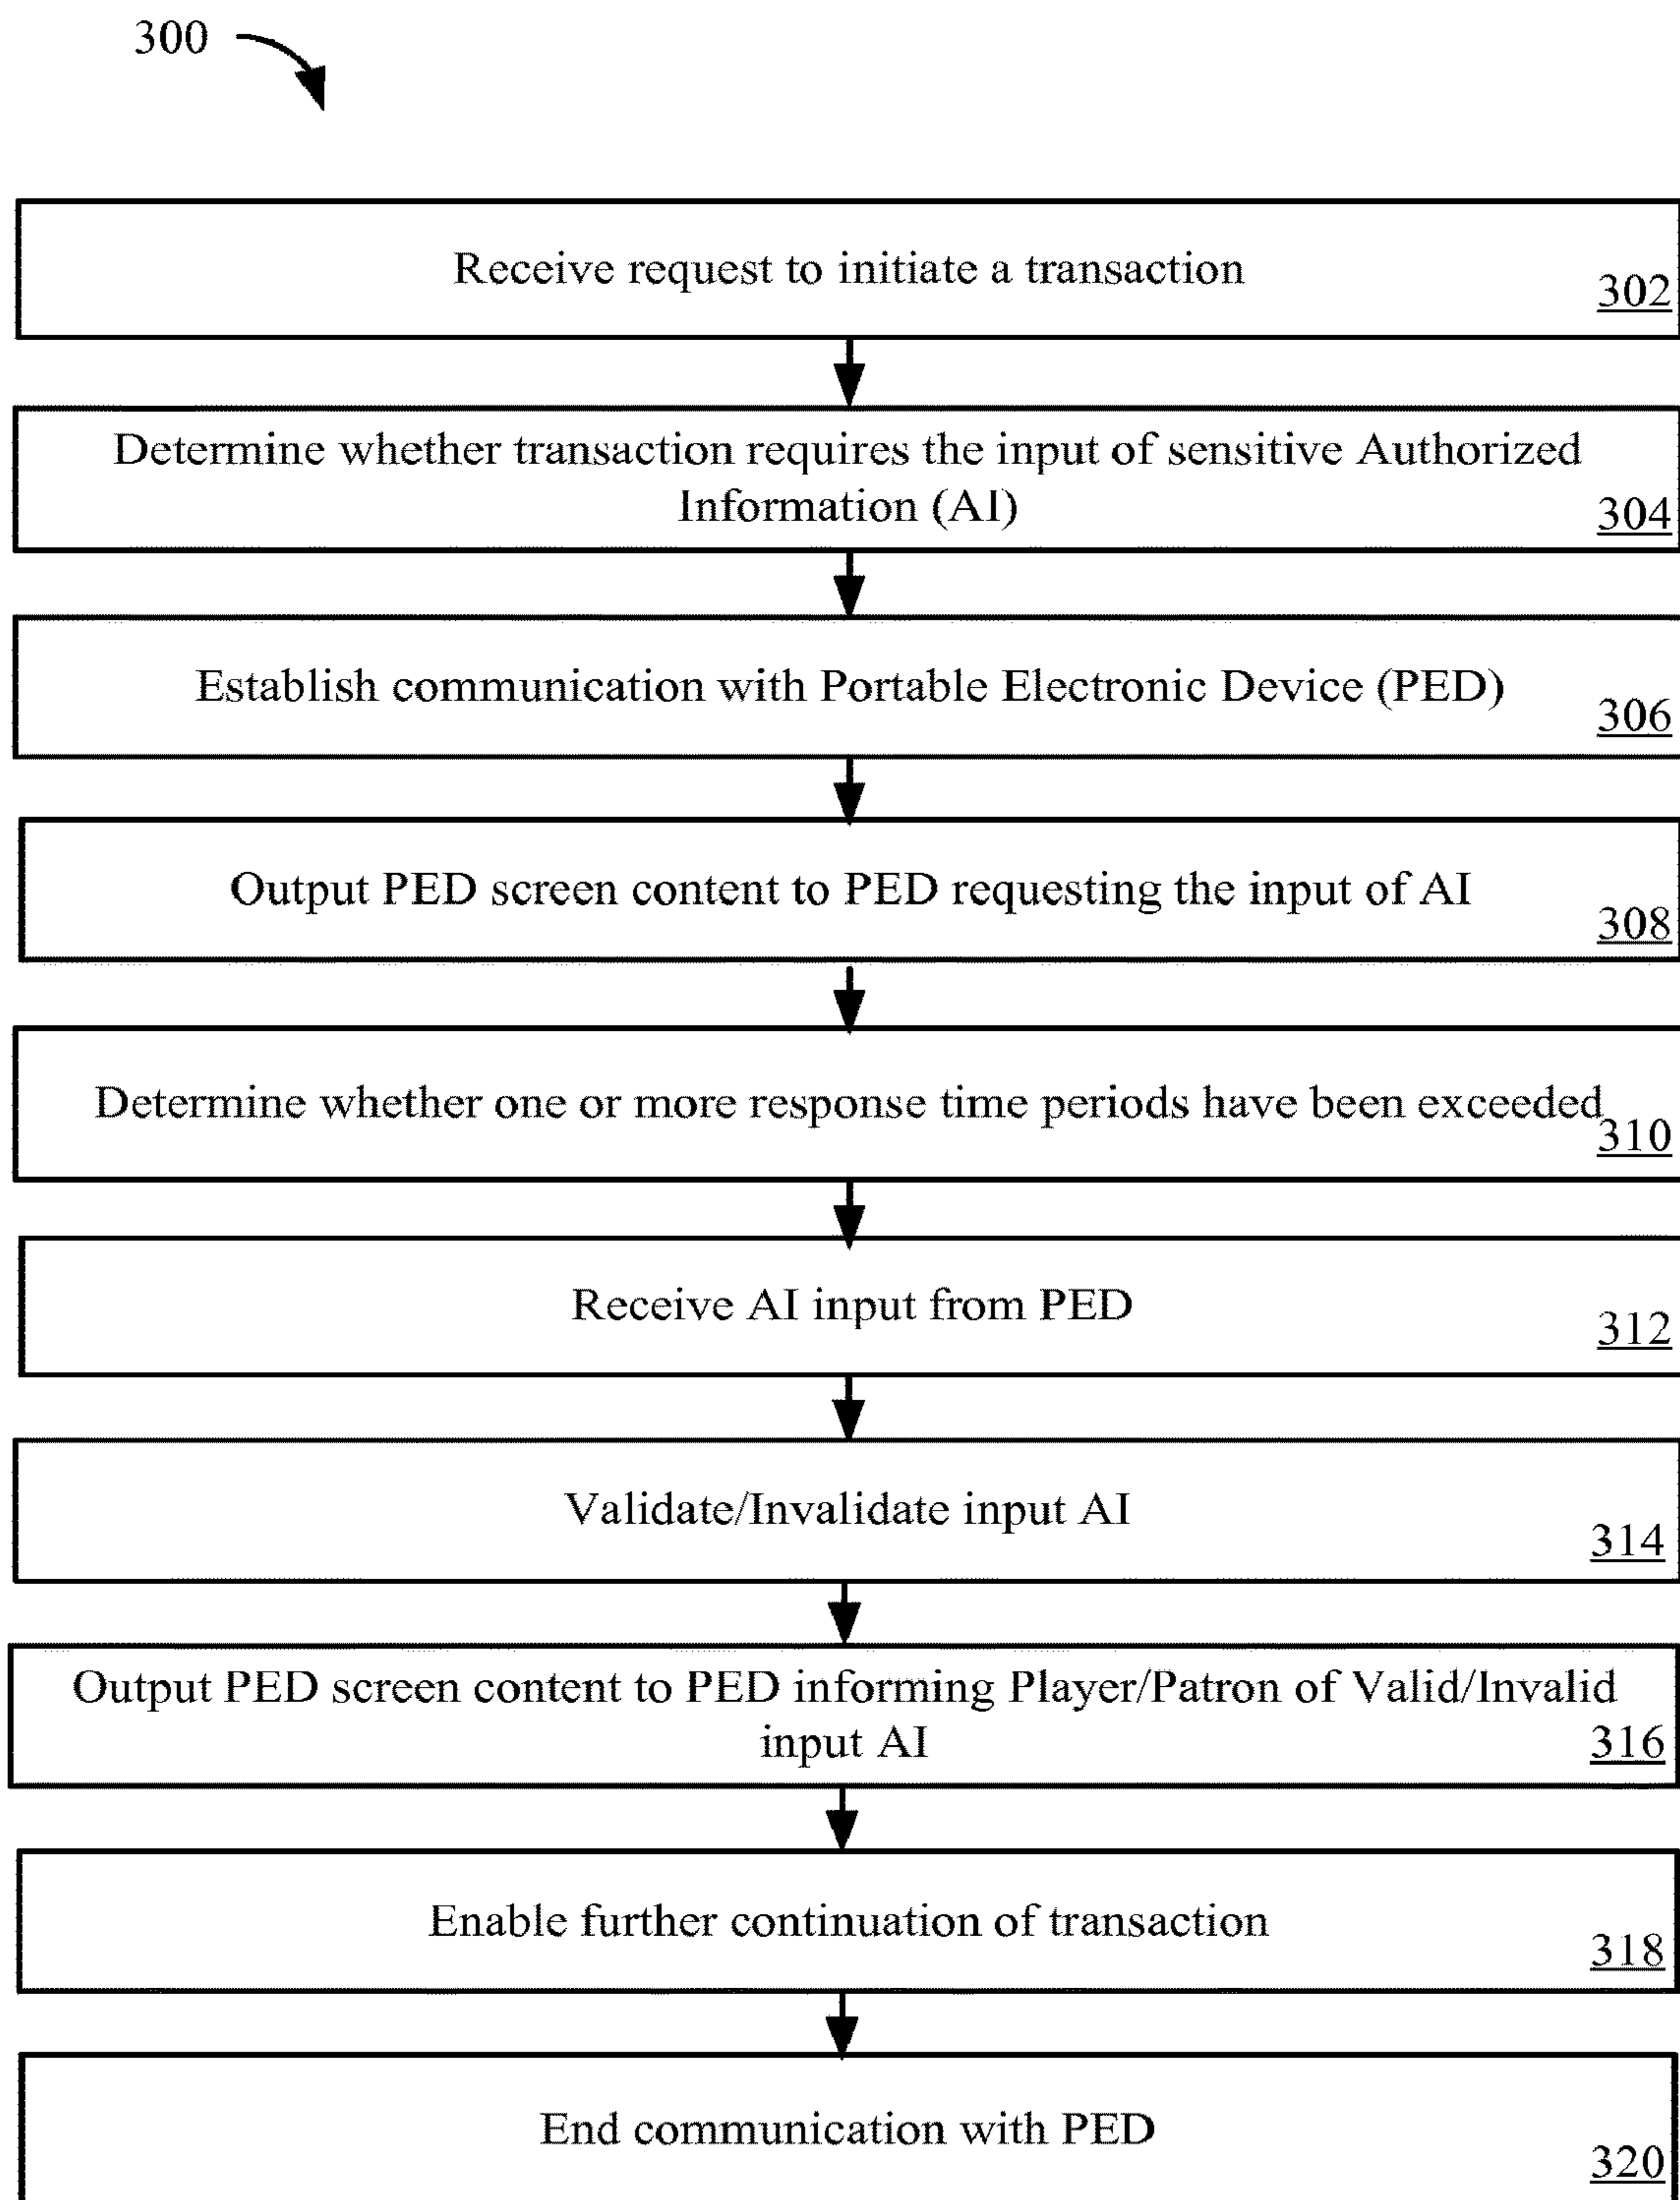 300
Receive request to initiate a transaction
302
Determine whether transaction requires the input of sensitive Authorized
Information (AI)
304
Establish communication with Portable Electronic Device (PED)
306
Output PED screen content to PED requesting the input of AI
308
Determine whether one or more response time periods have been exceeded
310
Receive AI input from PED
312
Validate/Invalidate input AI
314
Output PED screen content to PED informing Player/Patron of Valid/Invalid
input AI
316
Enable further continuation of transaction
318
End communication with PED
320